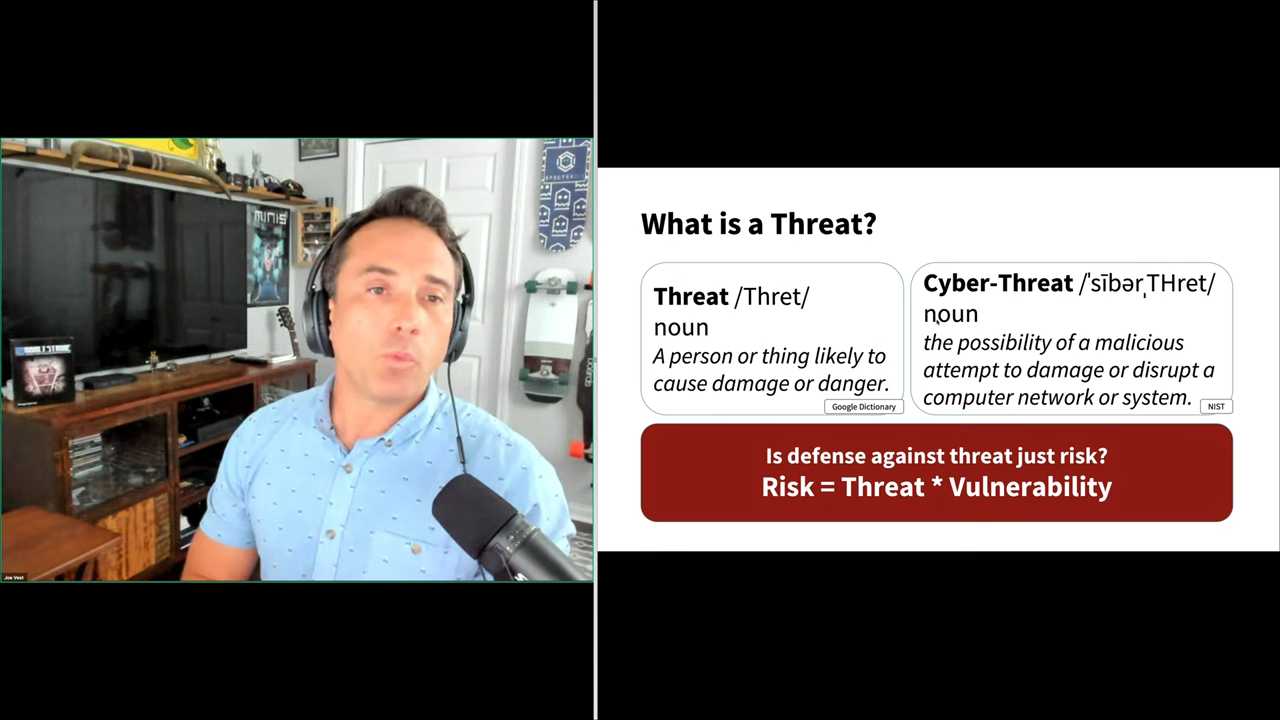 MINIS
SPECTER
Joe Vest
What is a Threat?
Threat /Thret/
noun
A person or thing likely to
cause damage or danger.
Google Dictionary
Cyber-Threat /ˈsībərˌTHret/
noun
the possibility of a malicious
attempt to damage or disrupt a
computer network or system.
NIST
Is defense against threat just risk?
Risk = Threat * Vulnerability